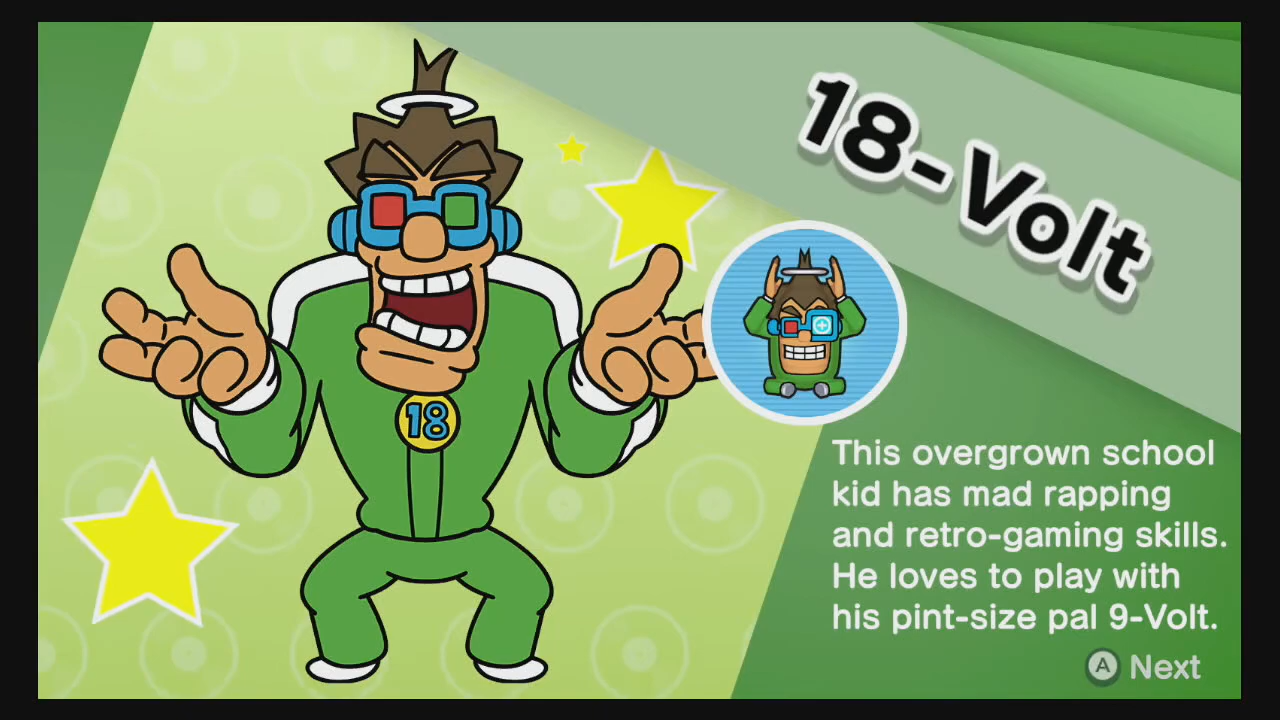 18-Volt
18
This overgrown school
kid has mad rapping
and retro-gaming skills.
He loves to play with
his pint-size pal 9-Volt.
A Next